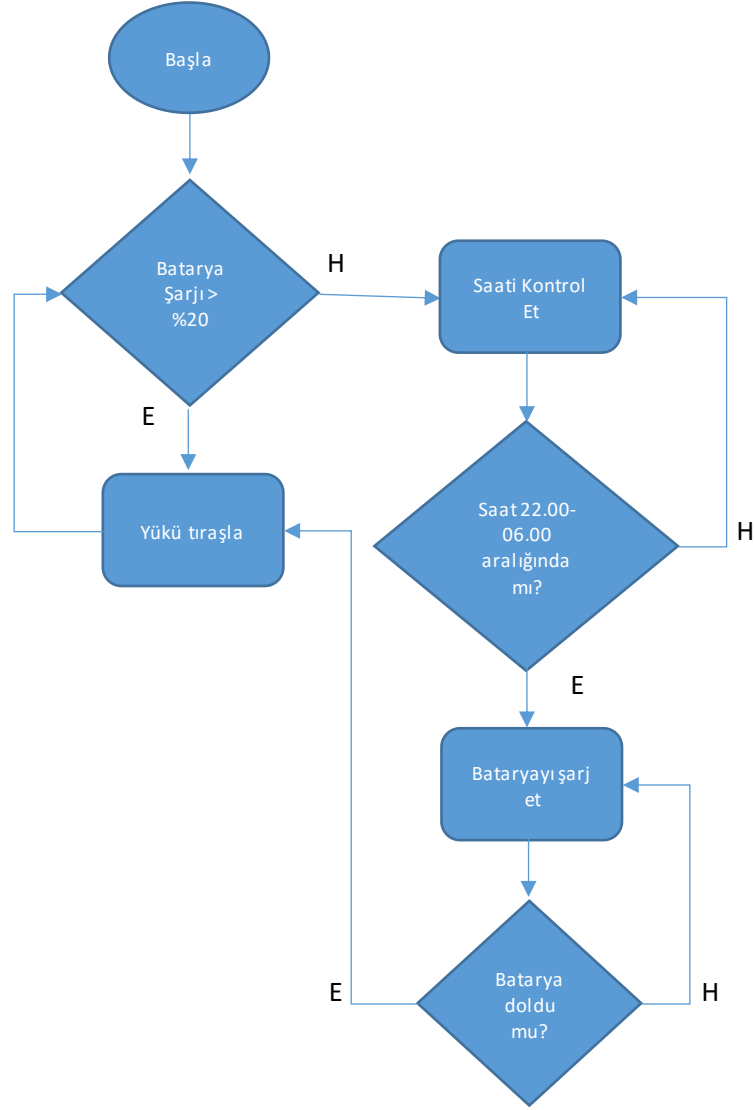 Başla
Batarya
Şarjı >
%20
H
Saati Kontrol
Et
E
Yükü tıraşla
Saat 22.00-
06.00
aralığında
mı?
H
E
Bataryayı şarj
et
Batarya
doldu
mu?
E
H